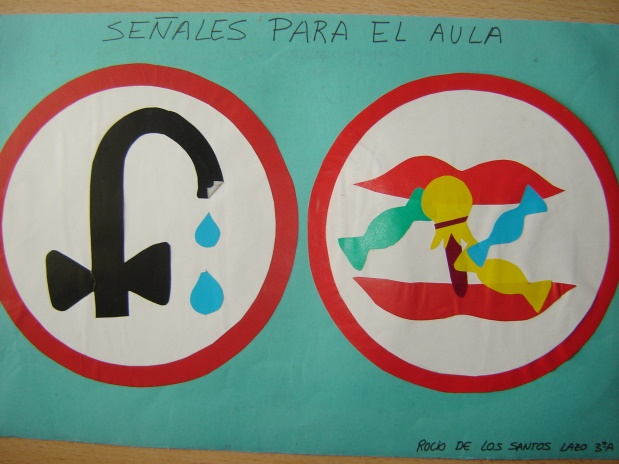 SEÑALES PARA EL AULA
ROCIO DE LOS SANTOS LAZO 3ºA